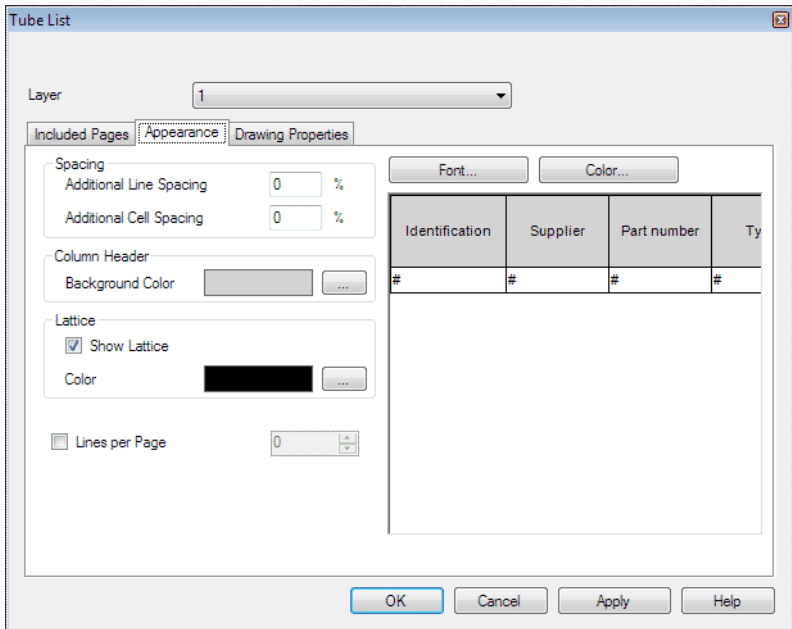 Tube List
Layer 1
Included Pages Appearance Drawing Properties
Spacing
Additional Line Spacing 0 %
Additional Cell Spacing 0 %
Column Header
Background Color ...
Lattice
Show Lattice
Color ...
Lines per Page 0
Font... Color...
Identification Supplier Part number Ty
# # # #
OK Cancel Apply Help